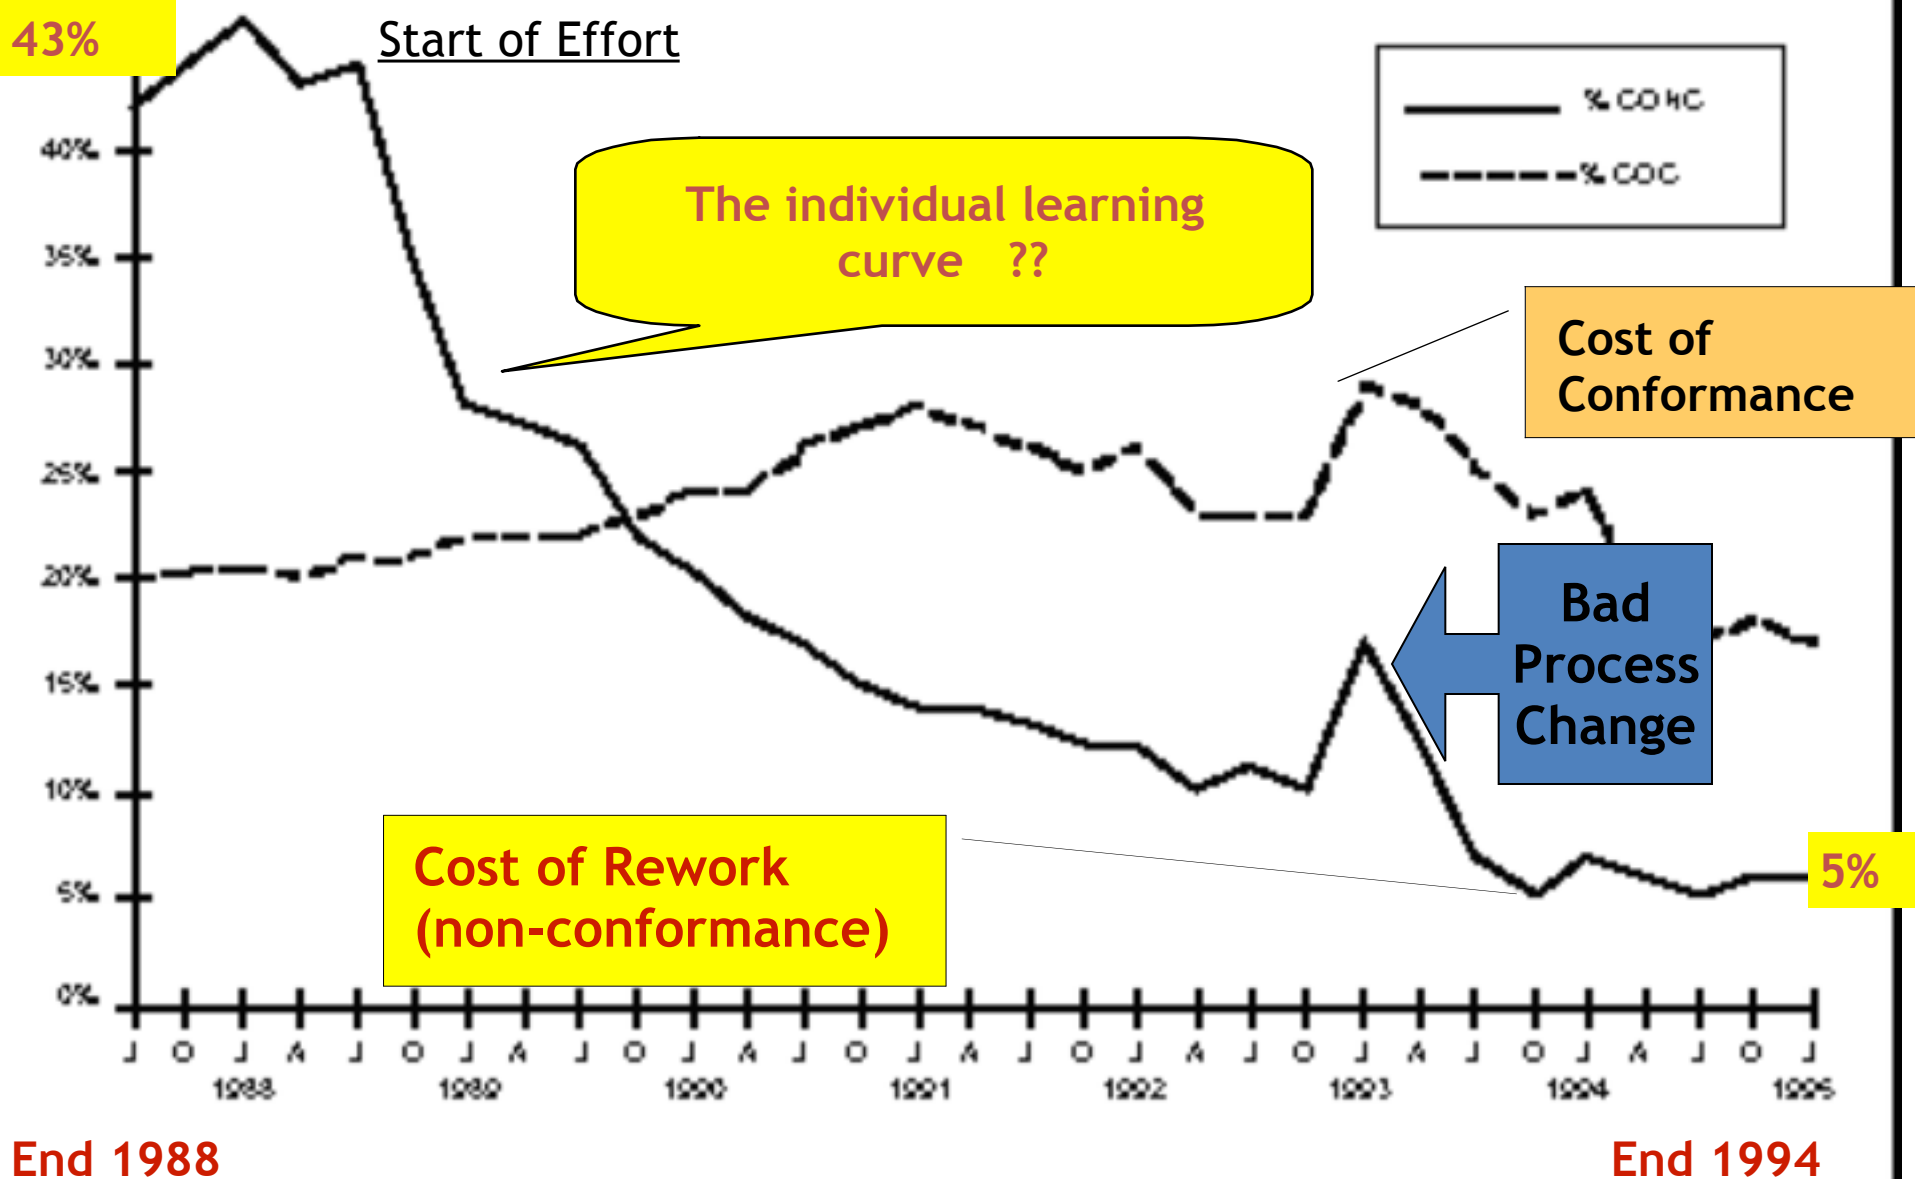 43%
Start of Effort
% CONC
% COC
The individual learning
curve ??
Cost of
Conformance
Bad
Process
Change
Cost of Rework
(non-conformance)
5%
40%
35%
30%
25%
20%
15%
10%
5%
0%
J O J A J O J A J O J A J O J A J O J A J O J A J O J A J O J
1988 1989 1990 1991 1992 1993 1994 1995
End 1988
End 1994